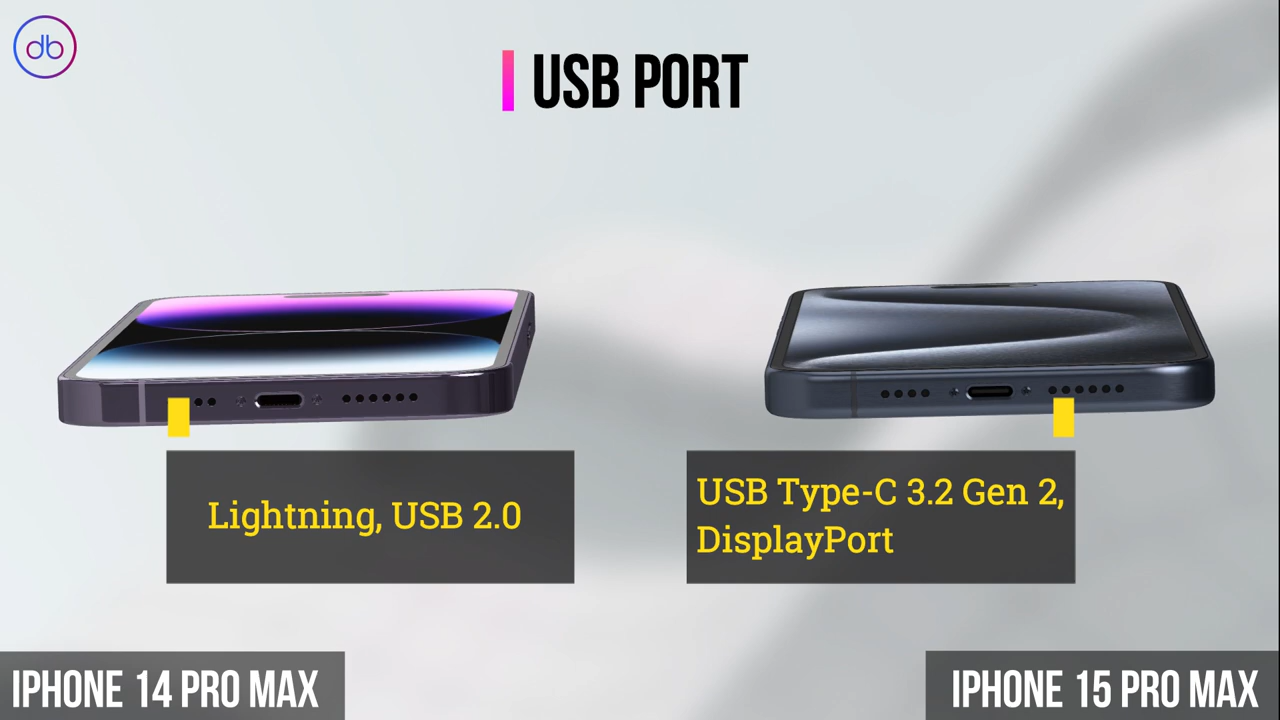 db
USB PORT
Lightning, USB 2.0
USB Type-C 3.2 Gen 2,
DisplayPort
IPHONE 14 PRO MAX
IPHONE 15 PRO MAX